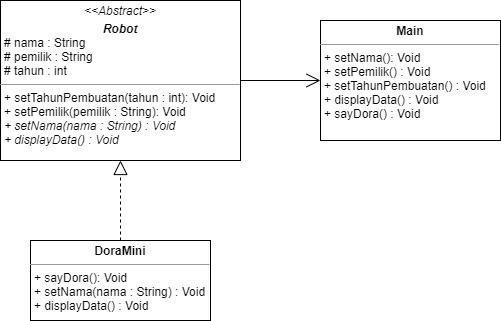 <<Abstract>>
Robot
# nama : String
# pemilik : String
# tahun : int
+ setTahunPembuatan(tahun : int): Void
+ setPemilik(pemilik : String): Void
+ setNama(nama : String) : Void
+ displayData() : Void
Main
+ setNama(): Void
+ setPemilik() : Void
+ setTahunPembuatan() : Void
+ displayData() : Void
+ sayDora() : Void
DoraMini
+ sayDora(): Void
+ setNama(nama : String) : Void
+ displayData() : Void